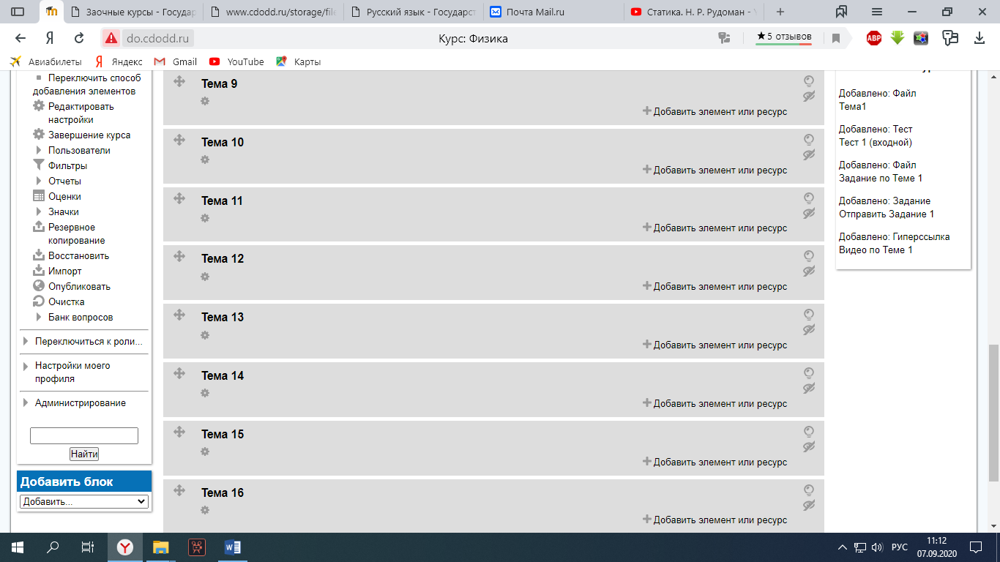 Заочные курсы - Государ
www.cdodd.ru/storage/file
Русский язык - Государст
Почта Mail.ru
Статика. Н. Р. Рудоман -
do.cdodd.ru
Курс: Физика
★5 отзывов
ABP
Авиабилеты
Яндекс
Gmail
YouTube
Карты
Переключить способ
добавления элементов
Редактировать
настройки
Завершение курса
Пользователи
Фильтры
Отчеты
Оценки
Значки
Резервное
копирование
Восстановить
Импорт
Опубликовать
Очистка
Банк вопросов
Переключиться к роли...
Настройки моего
профиля
Администрирование
Найти
Добавить блок
Добавить...
Тема 9
Добавить элемент или ресурс
Тема 10
Добавить элемент или ресурс
Тема 11
Добавить элемент или ресурс
Тема 12
Добавить элемент или ресурс
Тема 13
Добавить элемент или ресурс
Тема 14
Добавить элемент или ресурс
Тема 15
Добавить элемент или ресурс
Тема 16
Добавить элемент или ресурс
Добавлено: Файл
Тема1
Добавлено: Тест
Тест 1 (входной)
Добавлено: Файл
Задание по Теме 1
Добавлено: Задание
Отправить Задание 1
Добавлено: Гиперссылка
Видео по Теме 1
РУС
11:12
07.09.2020